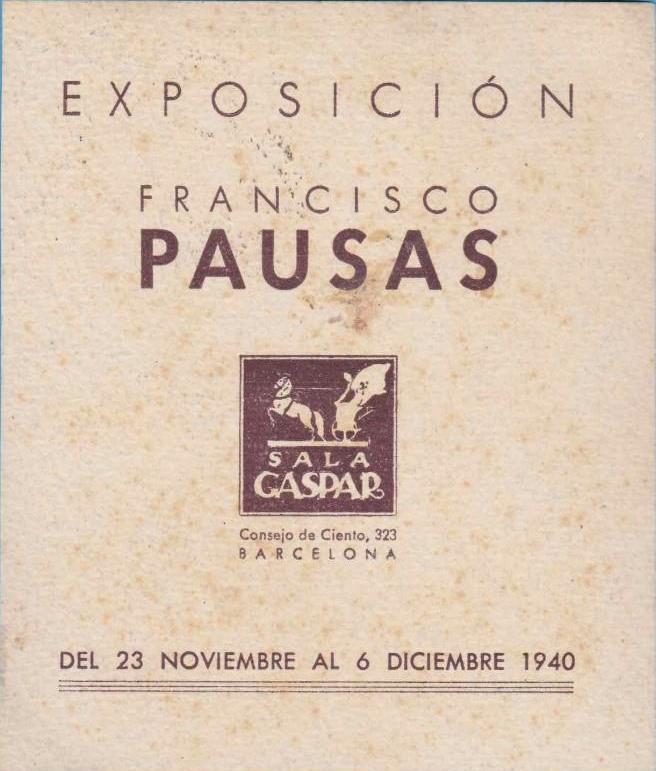 EXPOSICIÓN
FRANCISCO
PAUSAS
SALA
GASPAR
Consejo de Ciento, 323
BARCELONA
DEL 23 NOVIEMBRE AL 6 DICIEMBRE 1940